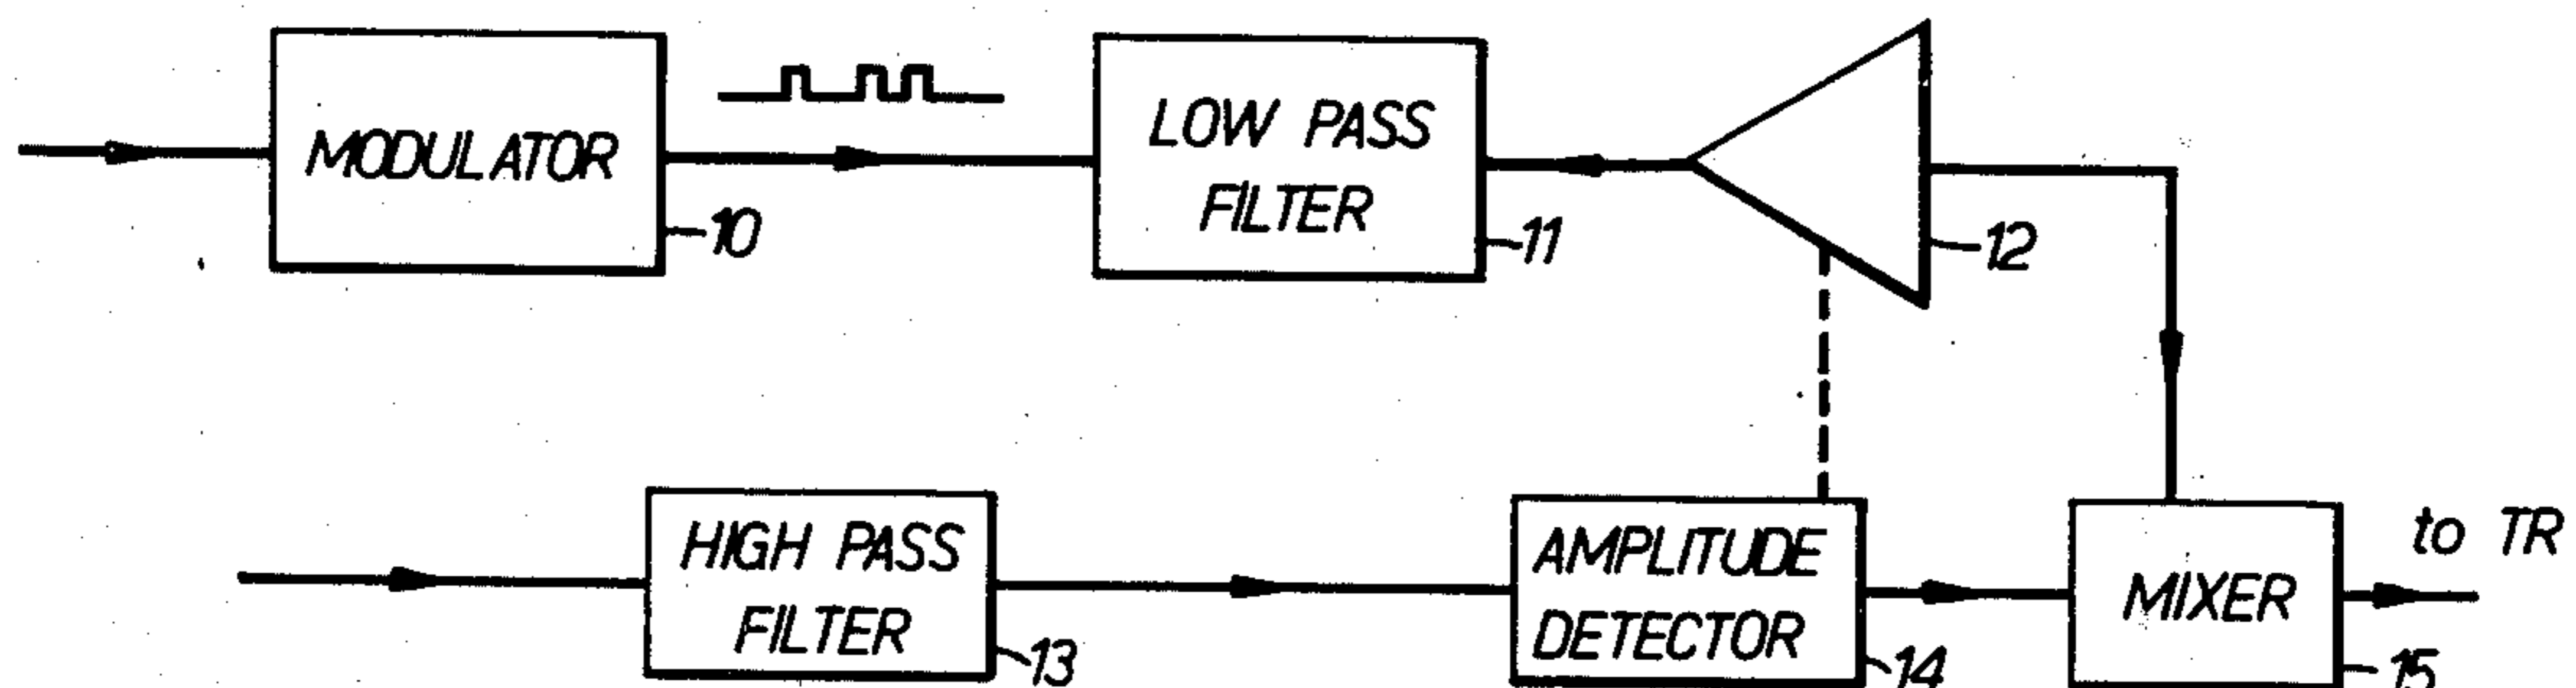 MODULATOR
10
LOW PASS
FILTER
11
12
HIGH PASS
FILTER
13
AMPLITUDE
DETECTOR
14
MIXER
15
to TR